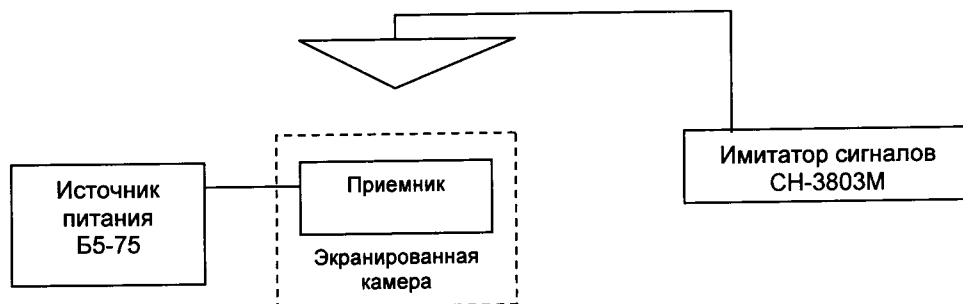 Источник
питания
Б5-75
Приемник
Экранированная
камера
Имитатор сигналов
СН-3803М